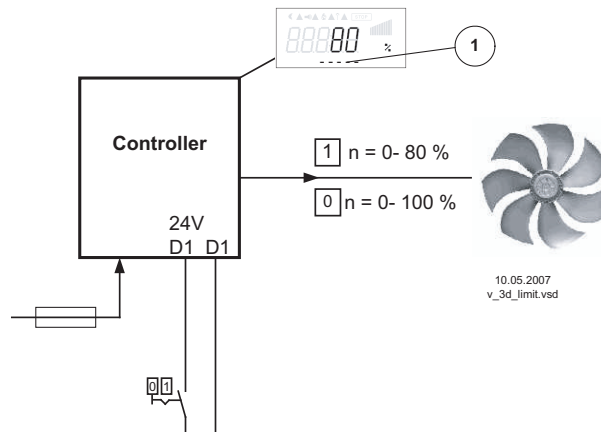 80
%
1
Controller
1 n = 0- 80 %
0 n = 0- 100 %
24V
D1 D1
10.05.2007
v_3d_limit.vsd
0 1